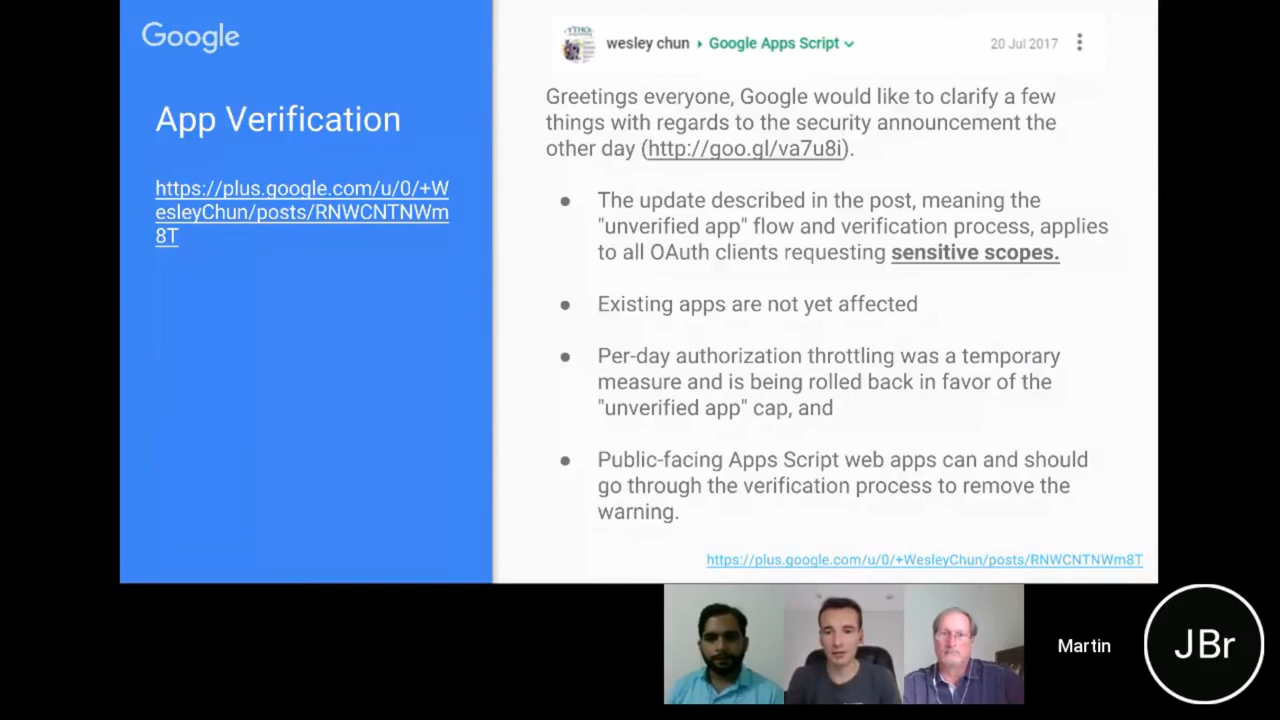 Google
App Verification
https://plus.google.com/u/0/+W
esleyChun/posts/RNWCNTNWm
8T
wesley chun ▸ Google Apps Script
20 Jul 2017
Greetings everyone, Google would like to clarify a few
things with regards to the security announcement the
other day (http://goo.gl/va7u8i).
● The update described in the post, meaning the
"unverified app" flow and verification process, applies
to all OAuth clients requesting sensitive scopes.
● Existing apps are not yet affected
● Per-day authorization throttling was a temporary
measure and is being rolled back in favor of the
"unverified app" cap, and
● Public-facing Apps Script web apps can and should
go through the verification process to remove the
warning.
https://plus.google.com/u/0/+WesleyChun/posts/RNWCNTNWm8T
Martin
JBr